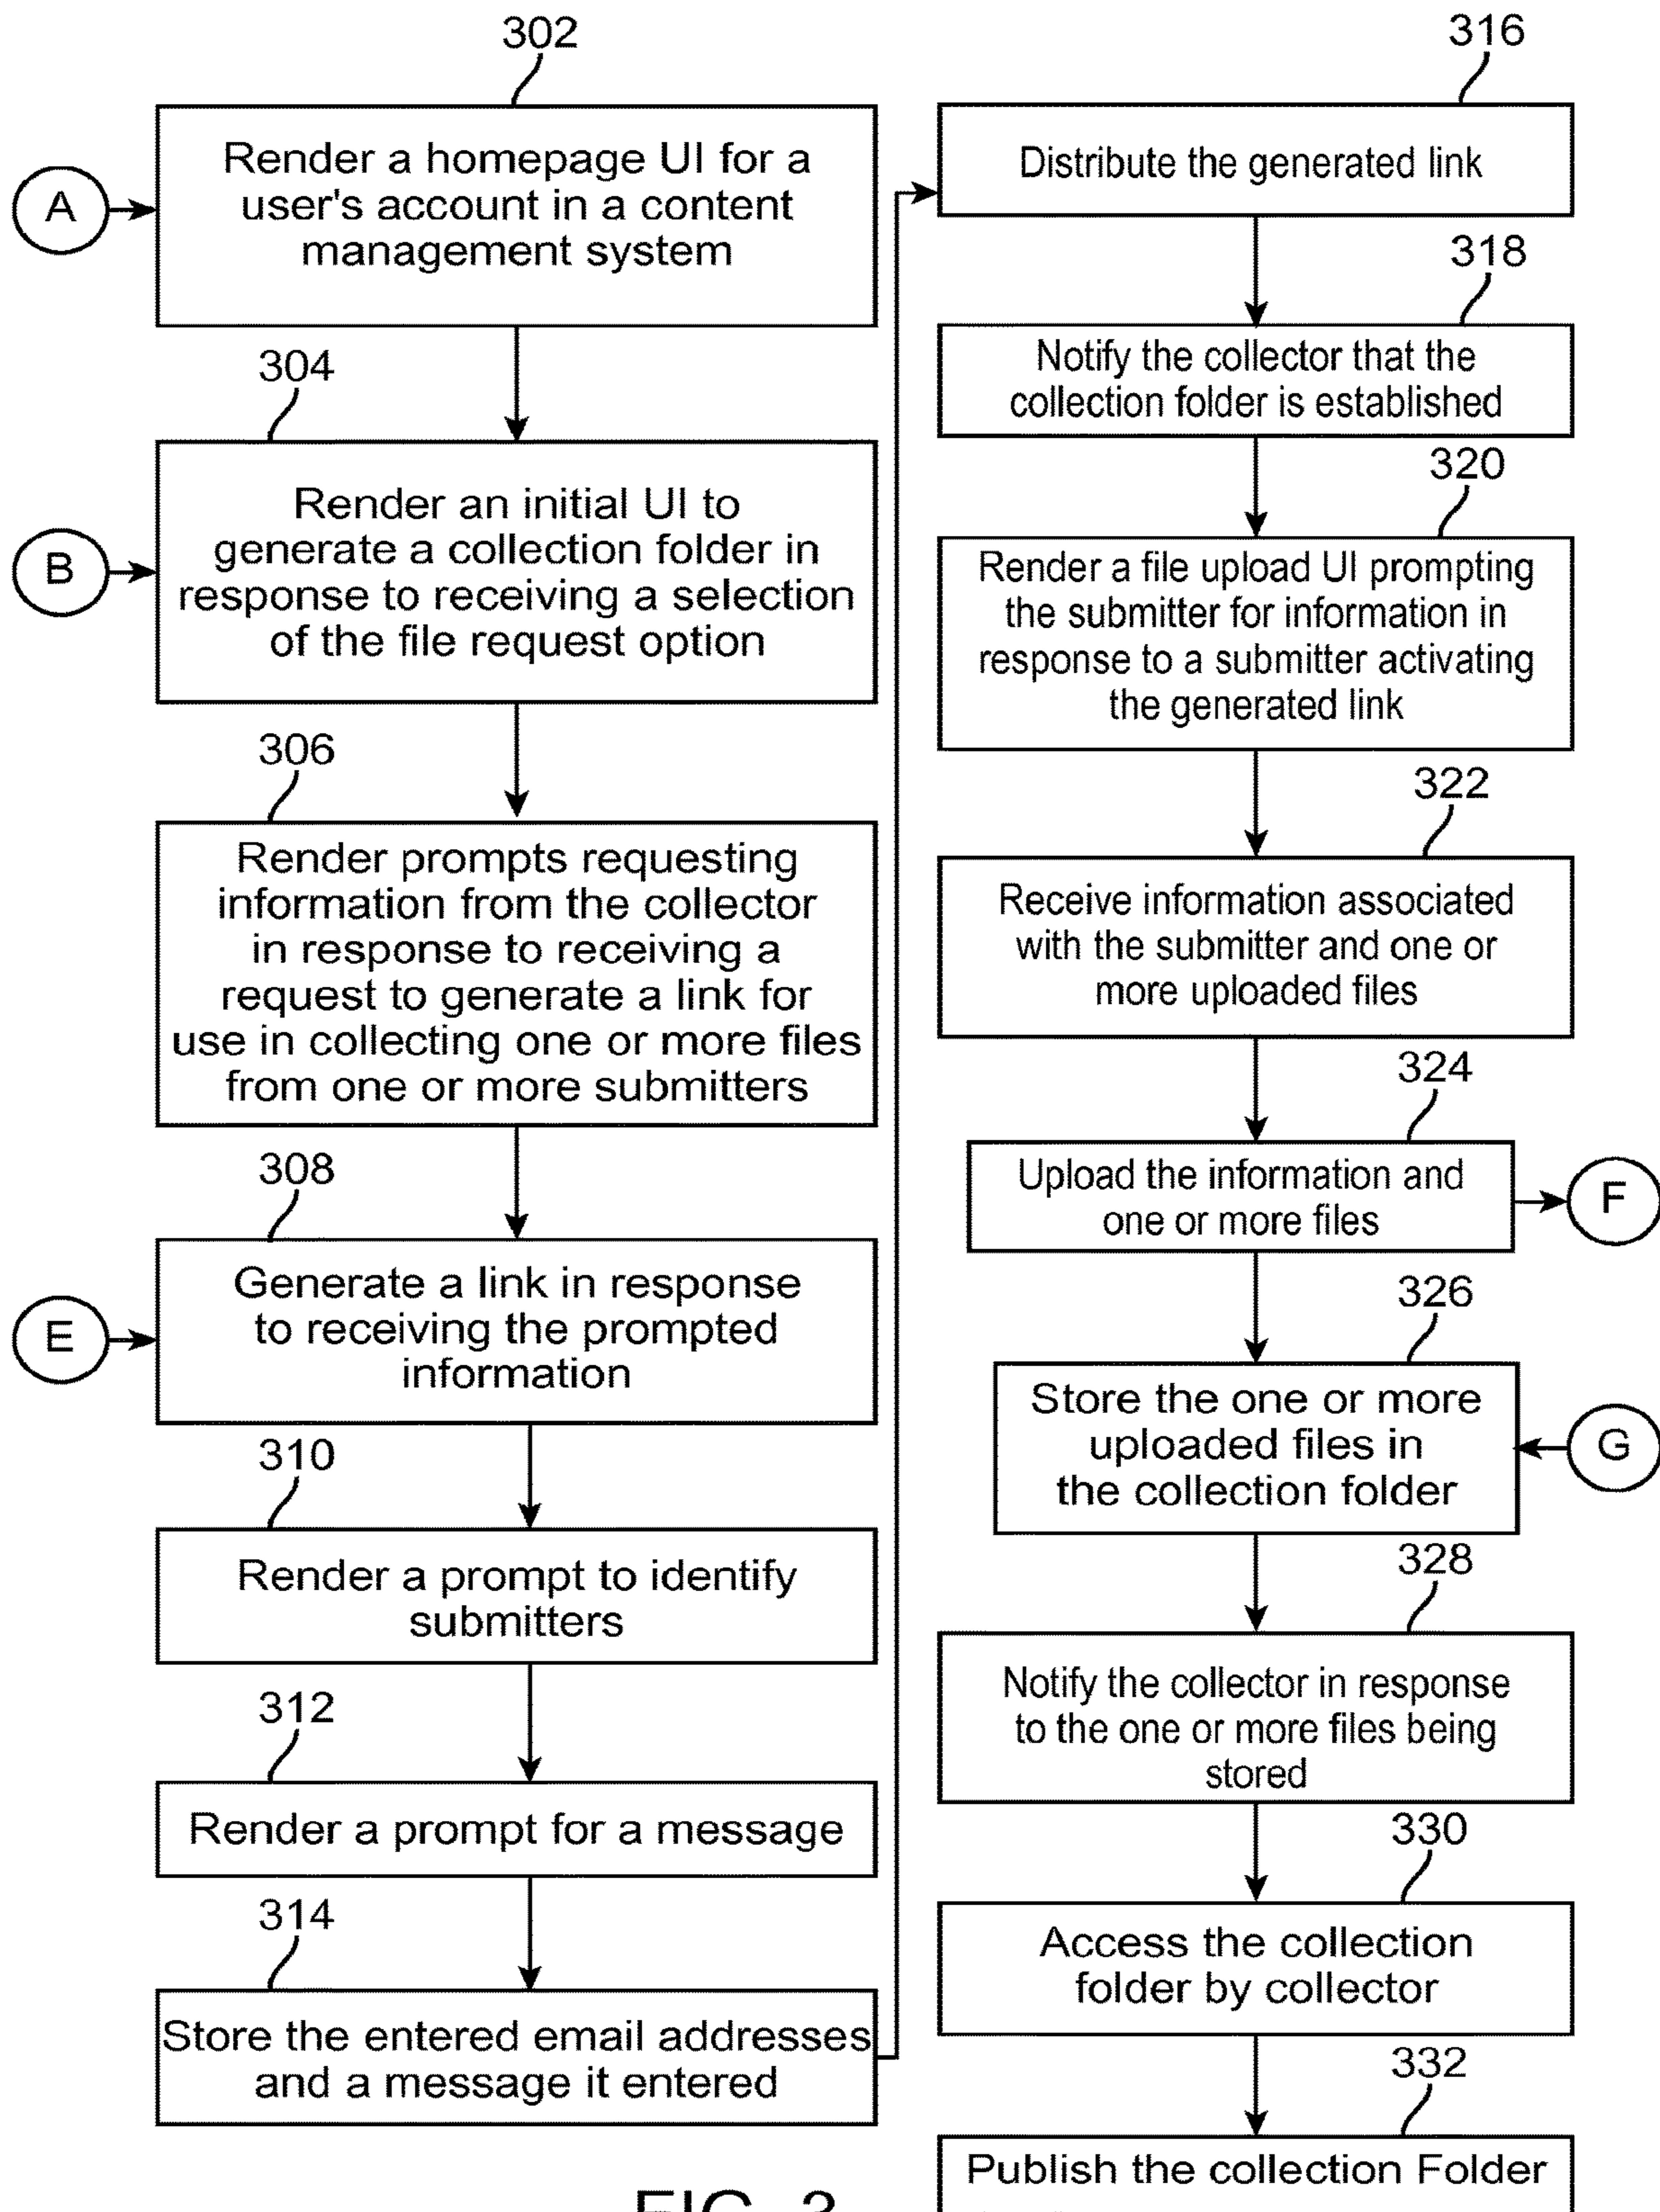 302
A
Render a homepage UI for a
user's account in a content
management system
304
B
Render an initial UI to
generate a collection folder in
response to receiving a selection
of the file request option
306
Render prompts requesting
information from the collector
in response to receiving a
request to generate a link for
use in collecting one or more files
from one or more submitters
308
E
Generate a link in response
to receiving the prompted
information
310
Render a prompt to identify
submitters
312
Render a prompt for a message
314
Store the entered email addresses
and a message it entered
316
Distribute the generated link
318
Notify the collector that the
collection folder is established
320
Render a file upload UI prompting
the submitter for information in
response to a submitter activating
the generated link
322
Receive information associated
with the submitter and one or
more uploaded files
324
Upload the information and
one or more files
F
326
Store the one or more
uploaded files in
the collection folder
G
328
Notify the collector in response
to the one or more files being
stored
330
Access the collection
folder by collector
332
Publish the collection Folder
FIG. 3